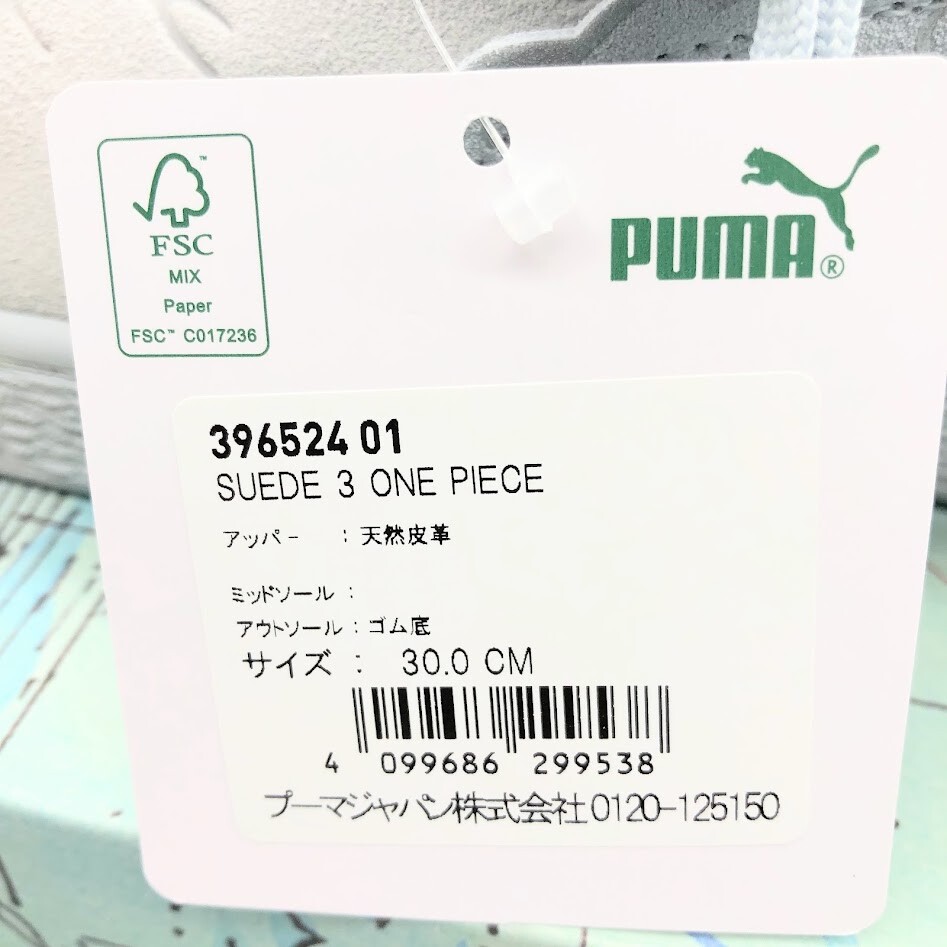 FSC™
MIX
Paper
FSC™ C017236
PUMA®
396524 01
SUEDE 3 ONE PIECE
アッパー : 天然皮革
ミッドソール :
アウトソール : ゴム底
サイズ : 30.0 CM
4 099686 299538
プーマジャパン株式会社0120-125150